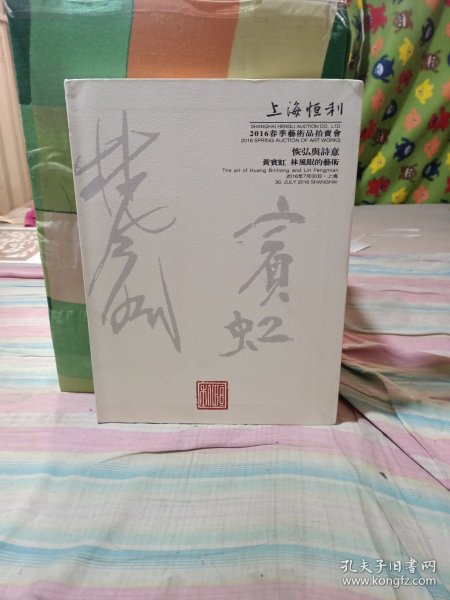 上海恒利
SHANGHAI HENGLI AUCTION CO., LTD.
2016春季藝術品拍賣會
2016 SPRING AUCTION OF ART WORKS
恢弘與詩意
黃賓虹 林風眠的藝術
The art of Huang Binhong and Lin Fengmian
2016年7月30日·上海
30, JULY 2016 SHANGHAI
林風眠
賓虹
孔夫子旧书网
www.kongfz.com